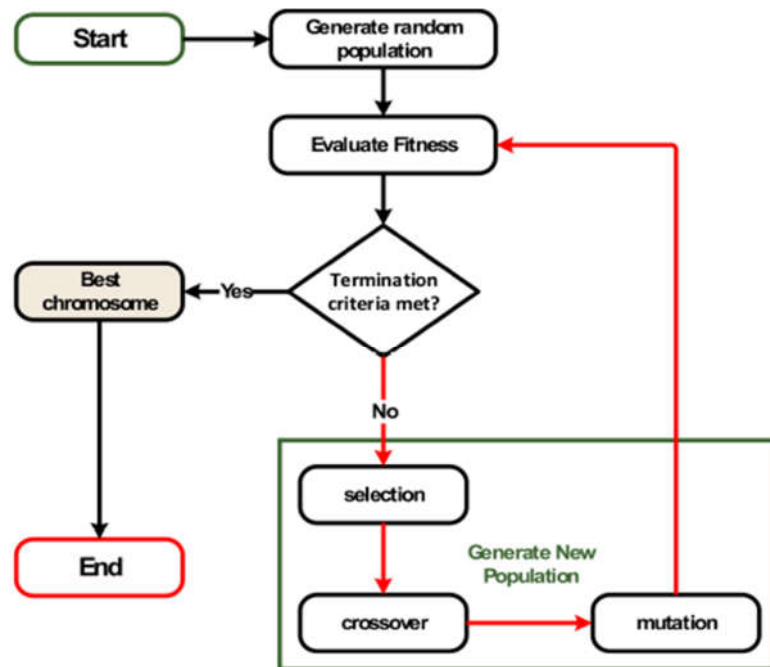 Start
Generate random
population
Evaluate Fitness
Termination
criteria met?
Yes
Best
chromosome
No
selection
Generate New
Population
End
crossover
mutation